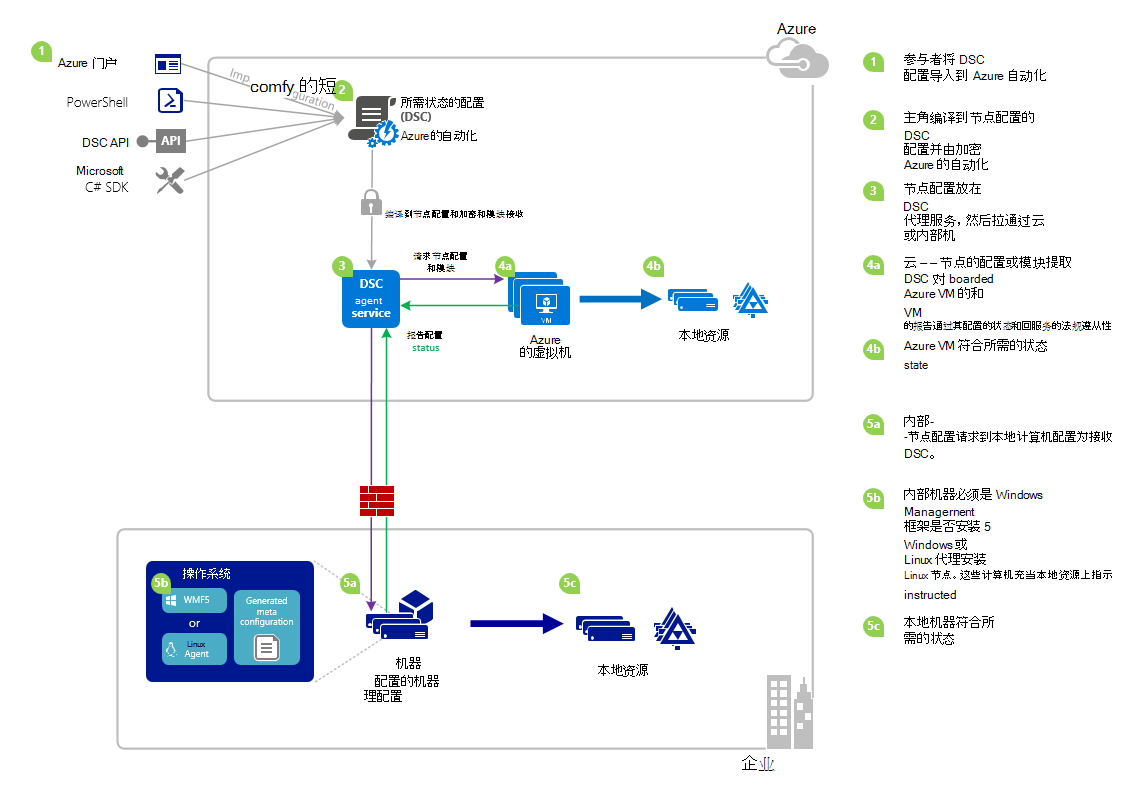 Azure
1
Azure 门户
PowerShell
DSC API
API
Microsoft
C# SDK
Imp
comfy 的短
guration
2
所需状态的配置
(DSC)
Azure的自动化
编译到节点配置和加密和模块接收
3
DSC
agent
service
请求节点配置
和模块
报告配置
status
4a
VM
Azure
的虚拟机
4b
本地资源
5b
操作系统
WMF5
or
Linux
Agent
Generated
meta
configuration
5a
机器
配置的机器
理配置
5c
本地资源
企业
1
参与者将 DSC
配置导入到 Azure 自动化
2
主角编译到节点配置的
DSC
配置并由加密
Azure 的自动化
3
节点配置放在
DSC
代理服务，然后拉通过云
或内部机
4a
云 – – 节点的配置或模块提取
DSC 对 boarded
Azure VM 的和
VM
的报告通过其配置的状态和回服务的法规遵从性
4b
Azure VM 符合所需的状态
state
5a
内部-
-节点配置请求到本地计算机配置为接收
DSC。
5b
内部机器必须是 Windows
Managernent
框架是否安装 5
Windows 或
Linux 代理安装
Linux 节点。这些计算机充当本地资源上指示
instructed
5c
本地机器符合所
需的状态